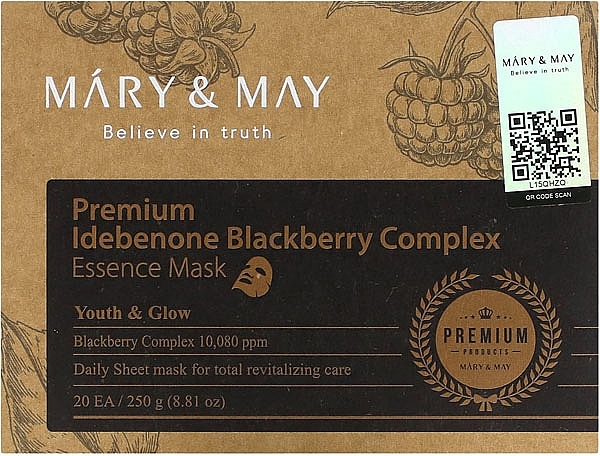 MÁRY & MAY
Believe in truth
MÁRY & MAY
Believe in truth
L15QHZQ
QR CODE SCAN
Premium
Idebenone Blackberry Complex
Essence Mask
Youth & Glow
Blackberry Complex 10,080 ppm
Daily Sheet mask for total revitalizing care
20 EA / 250 g (8.81 oz)
PREMIUM
PRODUCTS
MÁRY & MAY